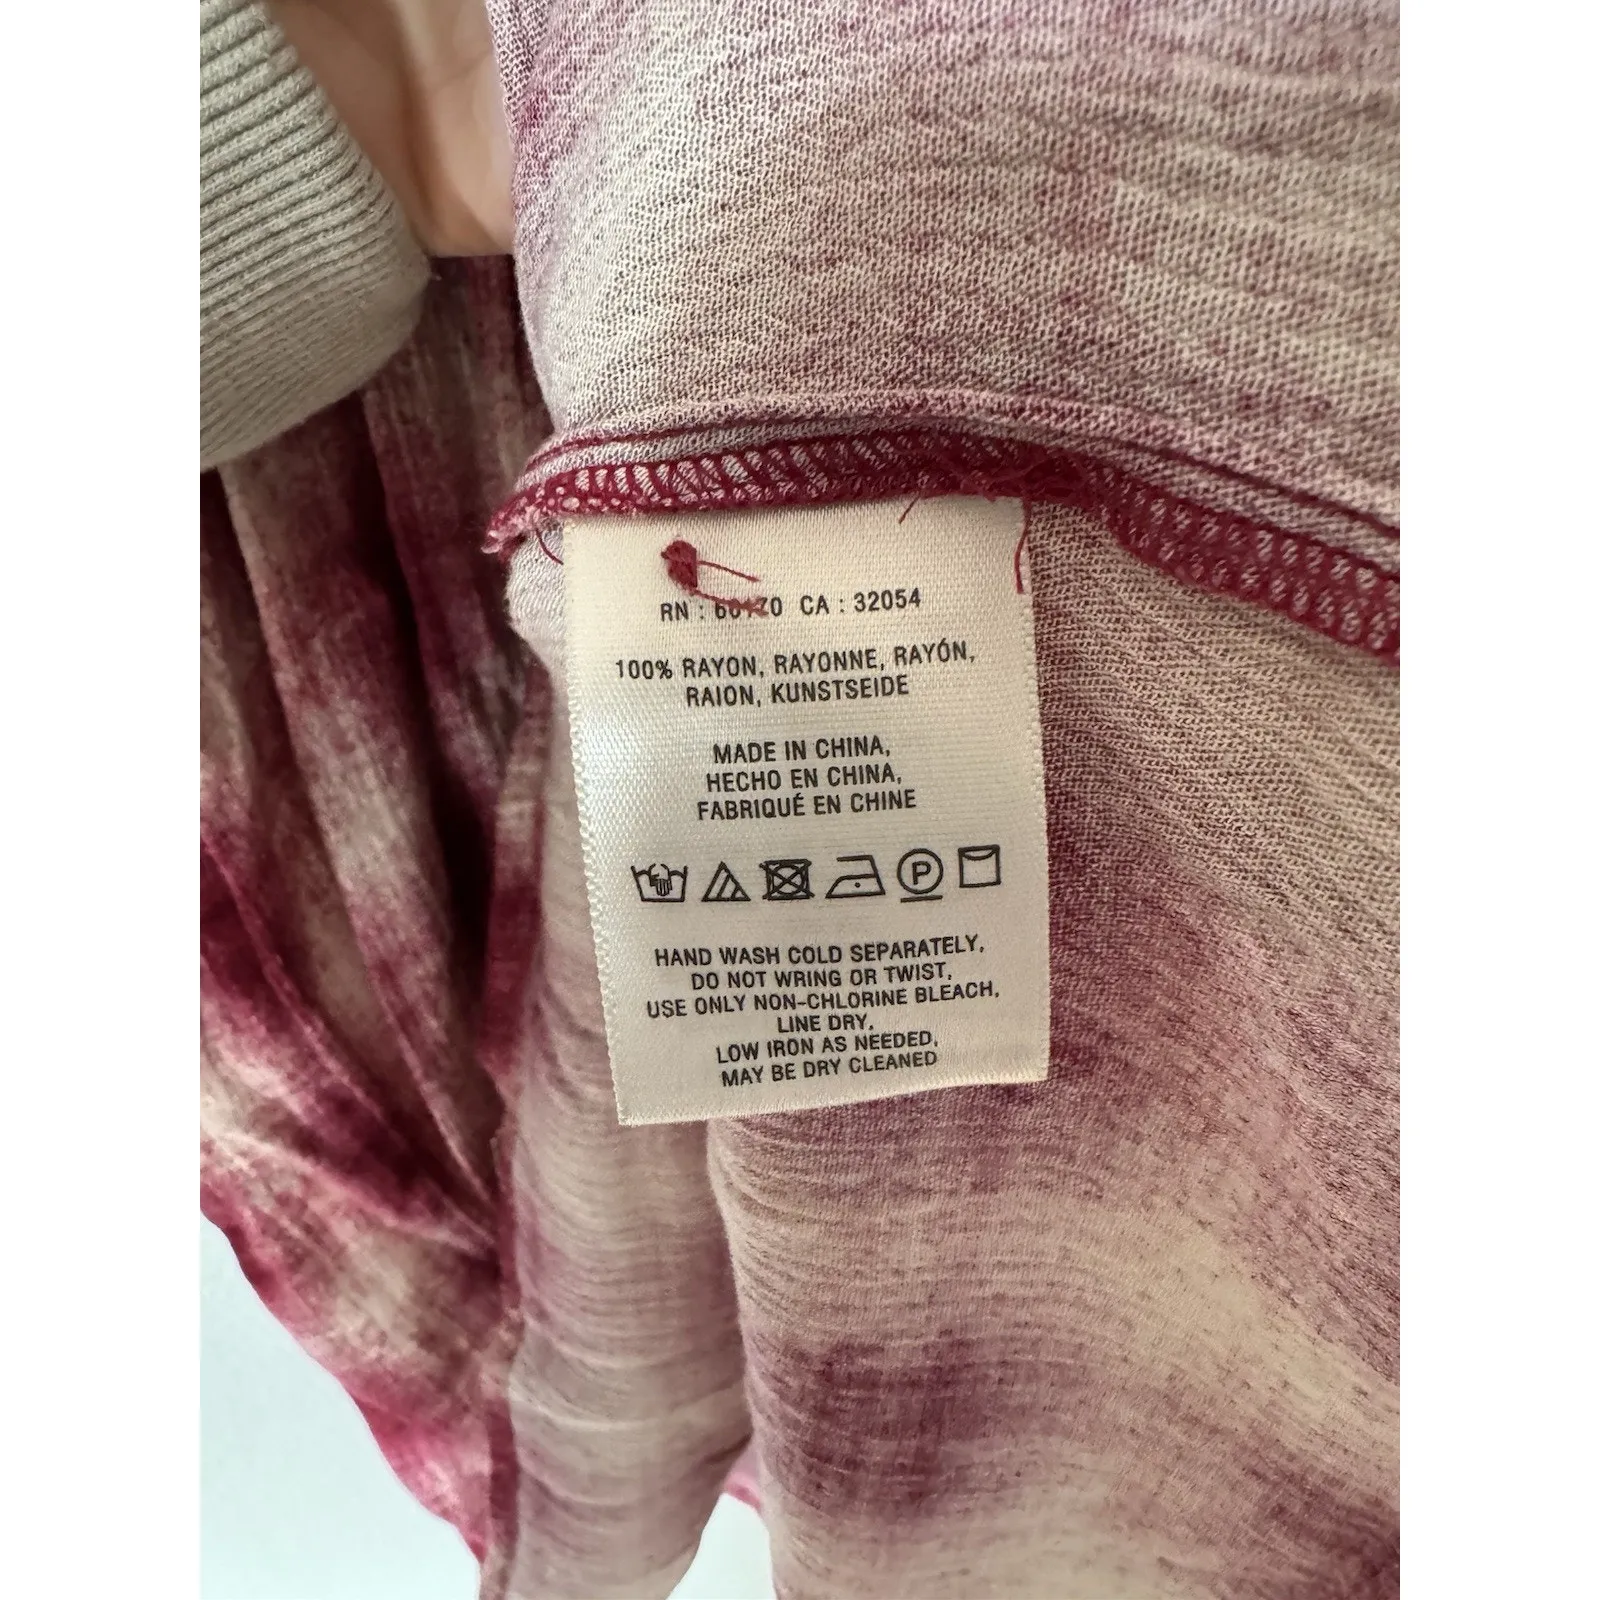 RN : 66170 CA : 32054
100% RAYON, RAYONNE, RAYÓN,
RAION, KUNSTSEIDE
MADE IN CHINA,
HECHO EN CHINA,
FABRIQUÉ EN CHINE
P
HAND WASH COLD SEPARATELY,
DO NOT WRING OR TWIST,
USE ONLY NON-CHLORINE BLEACH,
LINE DRY,
LOW IRON AS NEEDED,
MAY BE DRY CLEANED